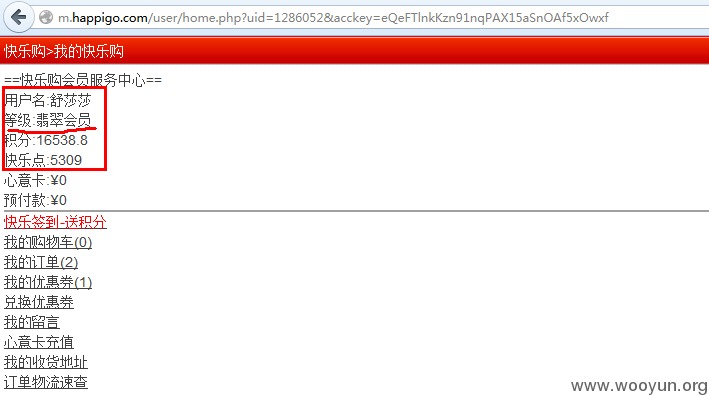 m.happigo.com/user/home.php?uid=1286052&acckey=eQeFTlnkKzn91nqPAX15aSnOAf5xOwxf
快乐购>我的快乐购
==快乐购会员服务中心==
用户名:舒莎莎
等级:翡翠会员
积分:16538.8
快乐点:5309
心意卡:¥0
预付款:¥0
快乐签到-送积分
我的购物车(0)
我的订单(2)
我的优惠券(1)
兑换优惠券
我的留言
心意卡充值
我的收货地址
订单物流速查
www.wooyun.org